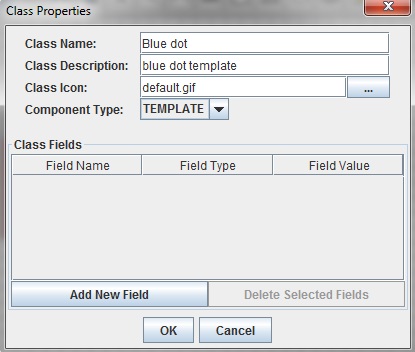 Class Properties
Class Name: Blue dot
Class Description: blue dot template
Class Icon: default.gif ...
Component Type: TEMPLATE
Class Fields
Field Name Field Type Field Value
Add New Field Delete Selected Fields
OK Cancel